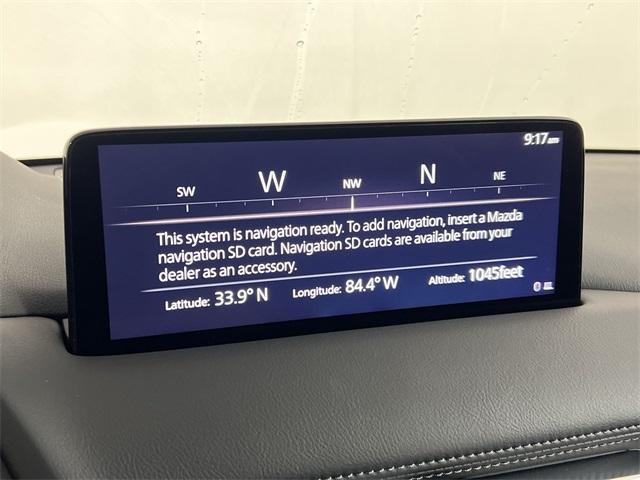 9:17am
SW W NW N NE
This system is navigation ready. To add navigation, insert a Mazda
navigation SD card. Navigation SD cards are available from your
dealer as an accessory.
Latitude: 33.9° N Longitude: 84.4° W Altitude: 1045feet